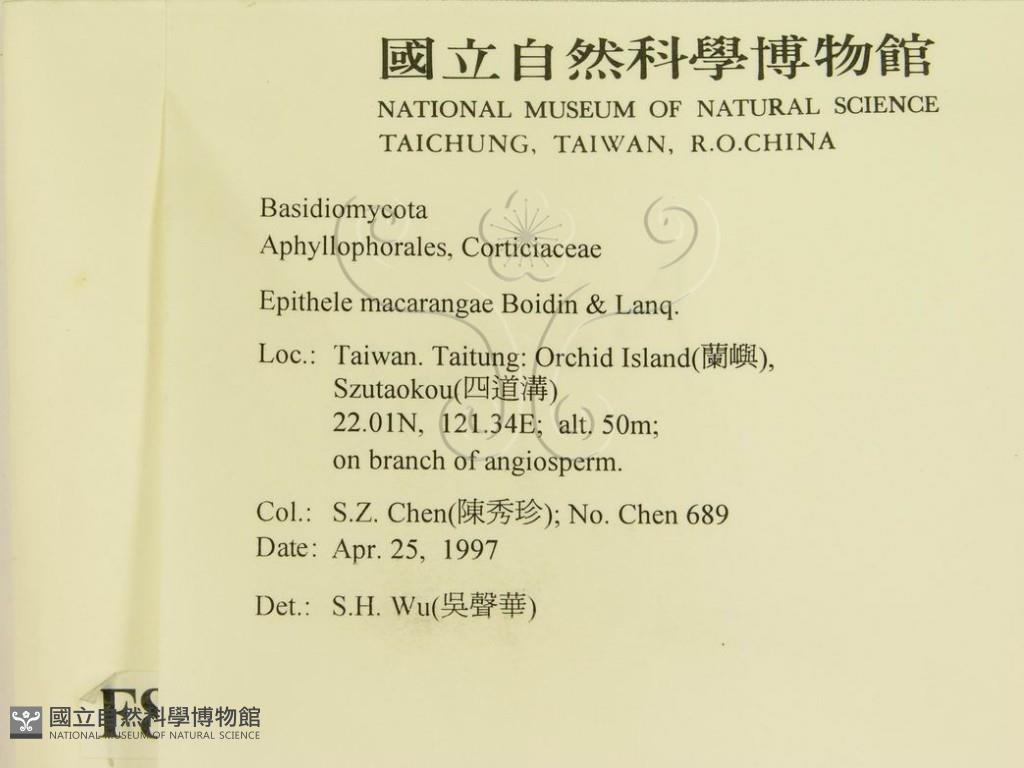 國立自然科學博物館
NATIONAL MUSEUM OF NATURAL SCIENCE
TAICHUNG, TAIWAN, R.O.CHINA
Basidiomycota
Aphyllophorales, Corticiaceae
Epithele macarangae Boidin & Lanq.
Loc.: Taiwan. Taitung: Orchid Island(蘭嶼),
Szutaokou(四道溝)
22.01N, 121.34E; alt. 50m;
on branch of angiosperm.
Col.: S.Z. Chen(陳秀珍); No. Chen 689
Date: Apr. 25, 1997
Det.: S.H. Wu(吳聲華)
國立自然科學博物館
NATIONAL MUSEUM OF NATURAL SCIENCE